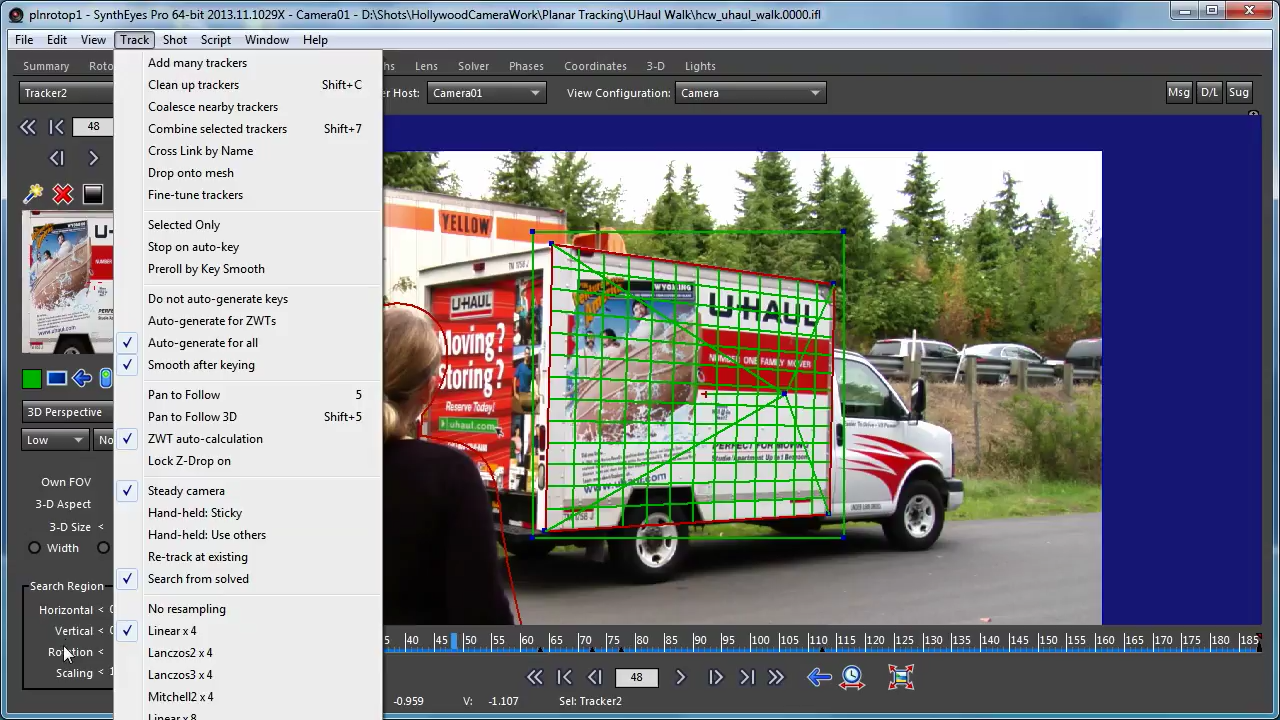 plnrotop1 - SynthEyes Pro 64-bit 2013.11.1029X - Camera01 - D:\Shots\HollywoodCameraWork\Planar Tracking\UHaul Walk\hcw_uhaul_walk.0000.ifl
File Edit View Track Shot Script Window Help
Summary Roto Lens Solver Phases Coordinates 3-D Lights
Tracker2 Host: Camera01 View Configuration: Camera Msg D/L Sug
48
Add many trackers
Clean up trackers Shift+C
Coalesce nearby trackers
Combine selected trackers Shift+7
Cross Link by Name
Drop onto mesh
Fine-tune trackers
Selected Only
Stop on auto-key
Preroll by Key Smooth
Do not auto-generate keys
Auto-generate for ZWTs
Auto-generate for all
Smooth after keying
Pan to Follow 5
Pan to Follow 3D Shift+5
ZWT auto-calculation
Lock Z-Drop on
Steady camera
Hand-held: Sticky
Hand-held: Use others
Re-track at existing
Search from solved
No resampling
Linear x 4
Lanczos2 x 4
Lanczos3 x 4
Mitchell2 x 4
Linear x 8
3D Perspective
Low No
Own FOV
3-D Aspect
3-D Size <
Width
Search Region
Horizontal <
Vertical <
Rotation <
Scaling < 1
YELLOW
U-HAUL
Moving?
Storing?
Reserve Today!
uhaul.com
WYOMING
U-HAUL
NUMBER ONE FAMILY MOVER
PERFECT FOR MOVING
www.uhaul.com
40 45 50 55 60 65 70 75 80 85 90 95 100 105 110 115 120 125 130 135 140 145 150 155 160 165 170 175 180 185
48
-0.959 V: -1.107 Sel: Tracker2